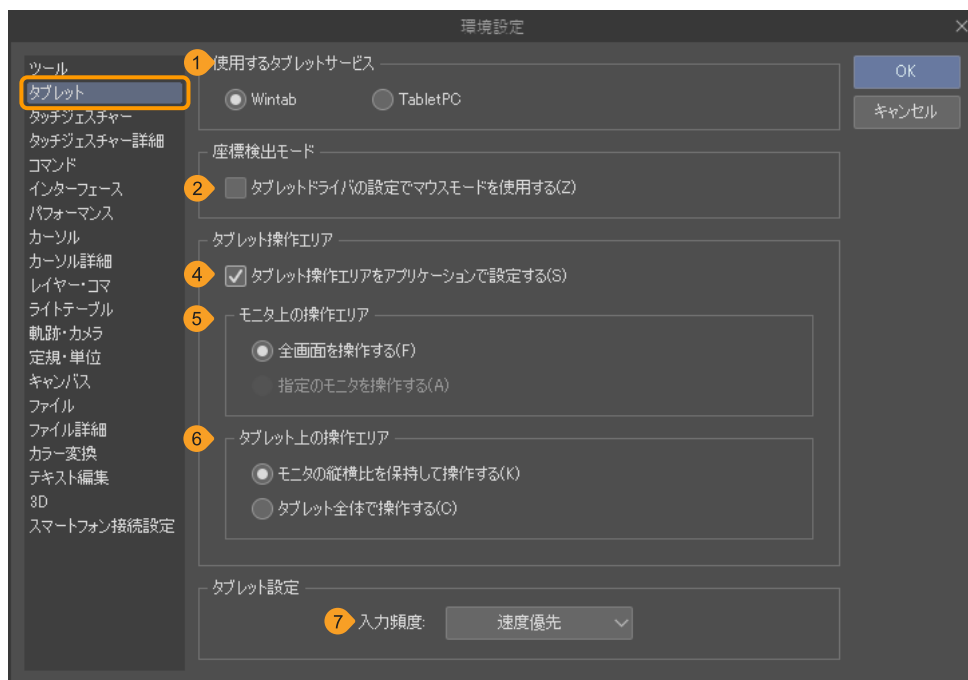 環境設定
ツール
タブレット
タッチジェスチャー
タッチジェスチャー詳細
コマンド
インターフェース
パフォーマンス
カーソル
カーソル詳細
レイヤー・コマ
ライトテーブル
軌跡・カメラ
定規・単位
キャンバス
ファイル
ファイル詳細
カラー変換
テキスト編集
3D
スマートフォン接続設定
1 使用するタブレットサービス
Wintab TabletPC
座標検出モード
2 タブレットドライバの設定でマウスモードを使用する(Z)
タブレット操作エリア
4 タブレット操作エリアをアプリケーションで設定する(S)
5 モニタ上の操作エリア
全画面を操作する(F)
指定のモニタを操作する(A)
6 タブレット上の操作エリア
モニタの縦横比を保持して操作する(K)
タブレット全体で操作する(C)
タブレット設定
7 入力頻度: 速度優先
OK
キャンセル